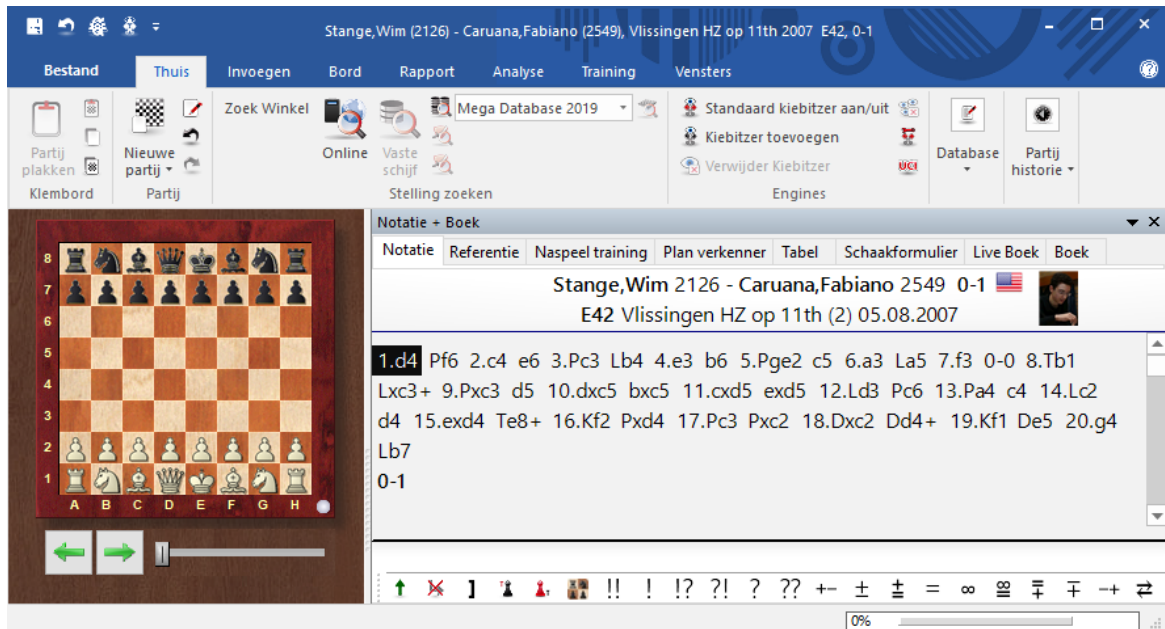 Stange,Wim (2126) - Caruana,Fabiano (2549), Vlissingen HZ op 11th 2007 E42, 0-1
Bestand Thuis Invoegen Bord Rapport Analyse Training Vensters
Partij plakken
Klembord
Nieuwe partij
Partij
Zoek Winkel
Online
Vaste schijf
Mega Database 2019
Stelling zoeken
Standaard kiebitzer aan/uit
Kiebitzer toevoegen
Verwijder Kiebitzer
UCI
Engines
Database
Partij historie
Notatie + Boek
Notatie Referentie Naspeel training Plan verkenner Tabel Schaakformulier Live Boek Boek
Stange,Wim 2126 - Caruana,Fabiano 2549 0-1
E42 Vlissingen HZ op 11th (2) 05.08.2007
1.d4 Pf6 2.c4 e6 3.Pc3 Lb4 4.e3 b6 5.Pge2 c5 6.a3 La5 7.f3 0-0 8.Tb1
Lxc3+ 9.Pxc3 d5 10.dxc5 bxc5 11.cxd5 exd5 12.Ld3 Pc6 13.Pa4 c4 14.Lc2
d4 15.exd4 Te8+ 16.Kf2 Pxd4 17.Pc3 Pxc2 18.Dxc2 Dd4+ 19.Kf1 De5 20.g4
Lb7
0-1
8
7
6
5
4
3
2
1
A B C D E F G H
] !! ! !? ?! ? ?? +- ± ⩲ = ∞ ⯹ ⩱ ∓ -+ ⇄
0%